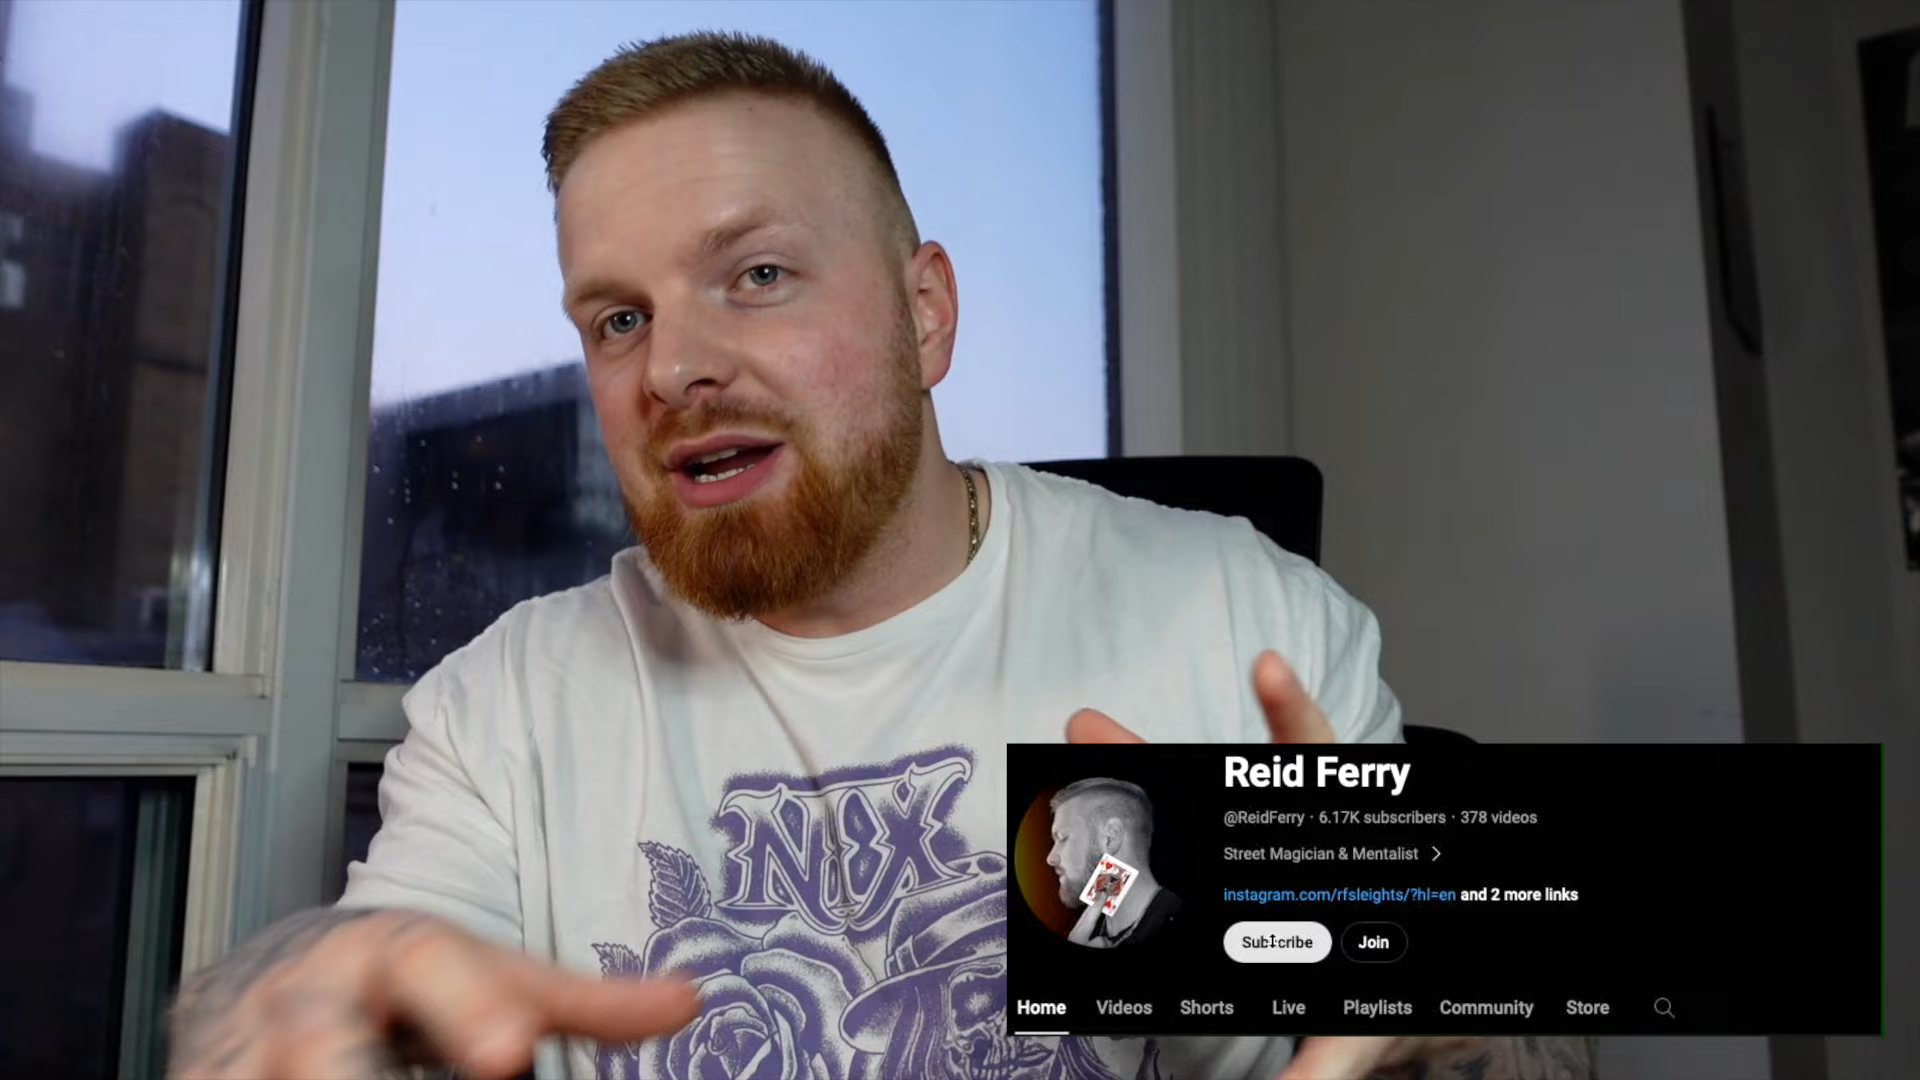 NOX
Reid Ferry
@ReidFerry · 6.17K subscribers · 378 videos
Street Magician & Mentalist
instagram.com/rfsleights/?hl=en and 2 more links
Subscribe Join
Home Videos Shorts Live Playlists Community Store